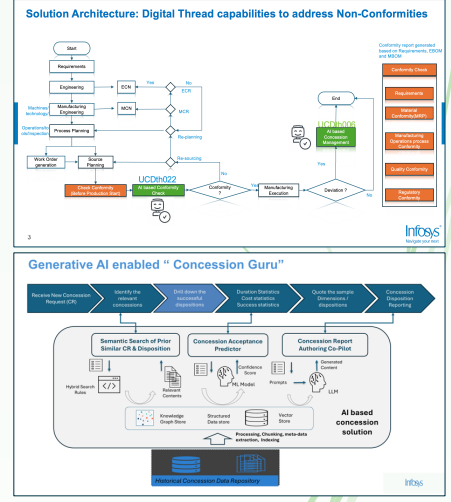 Solution Architecture: Digital Thread capabilities to address Non-Conformities
Start
Requirements
Engineering
Manufacturing
Engineering
Process Planning
Work Order
generation
Source
Planning
Check Conformity
(Before Production Start)
Machines
technology
ECN
MCN
Yes
No
ECR
MCR
Re-planning
Re-sourcing
No
UCDth022
AI based Conformity
Check
Conformity
?
Yes
Manufacturing
Execution
Deviation ?
No
Yes
UCDth006
AI based
Concession
Management
End
Conformity report generated
based on Requirements, EBOM
and MBOM
Conformity Check
Requirements
Material
Conformity(MRP)
Manufacturing
Operations process
Conformity
Quality Conformity
Regulatory
Conformity
3
Infosys
Navigate your next
Generative AI enabled “ Concession Guru”
Receive New Concession
Request (CR)
Identify the
relevant
concessions
Drill down the
successful
dispositions
Duration Statistics
Cost statistics
Success statistics
Quote the sample
Dimensions /
dispositions
Concession
Disposition
Reporting
Semantic Search of Prior
Similar CR & Disposition
Concession Acceptance
Predictor
Concession Report
Authoring Co-Pilot
Hybrid Search
Rules
</>
Relevant
Contents
ML Model
Confidence
Score
Prompts
Generated
Content
LLM
Knowledge
Graph Store
Structured
Data store
Vector
Store
AI based
concession
solution
Processing, Chunking, meta-data
extraction, Indexing
Historical Concession Data Repository
Infosys